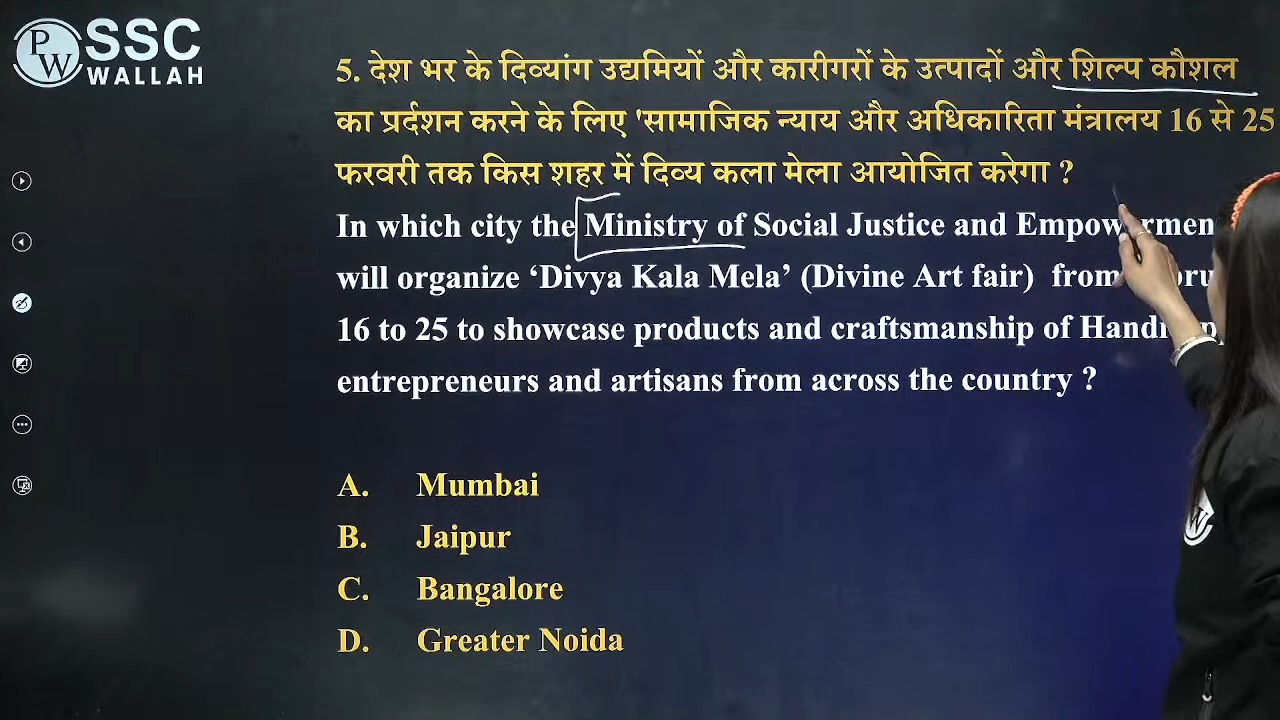 PW SSC
WALLAH
5. देश भर के दिव्यांग उद्यमियों और कारीगरों के उत्पादों और शिल्प कौशल
का प्रर्दशन करने के लिए 'सामाजिक न्याय और अधिकारिता मंत्रालय 16 से 25
फरवरी तक किस शहर में दिव्य कला मेला आयोजित करेगा ?
In which city the Ministry of Social Justice and
will organize ‘Divya Kala Mela’ (Divine Art fair) from
16 to 25 to showcase products and craftsmanship of
entrepreneurs and artisans from across the country ?
A. Mumbai
B. Jaipur
C. Bangalore
D. Greater Noida
W